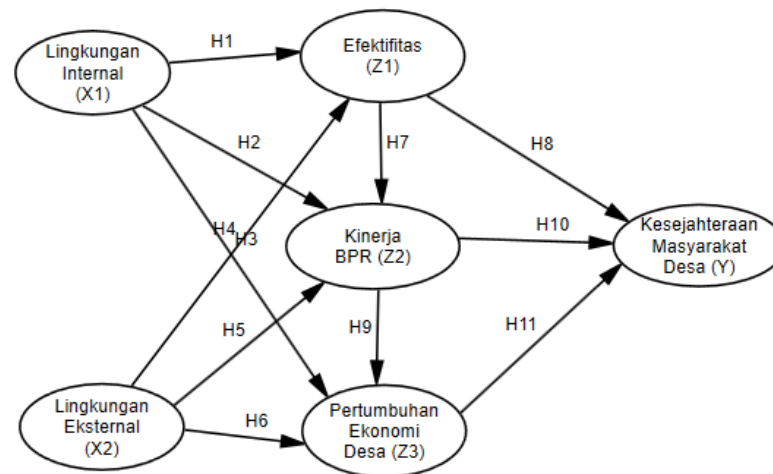 Lingkungan
Internal
(X1)
H1
Efektifitas
(Z1)
H2
H7
H8
H4
H3
Kinerja
BPR (Z2)
H10
Kesejahteraan
Masyarakat
Desa (Y)
H5
H9
H11
Lingkungan
Eksternal
(X2)
H6
Pertumbuhan
Ekonomi
Desa (Z3)